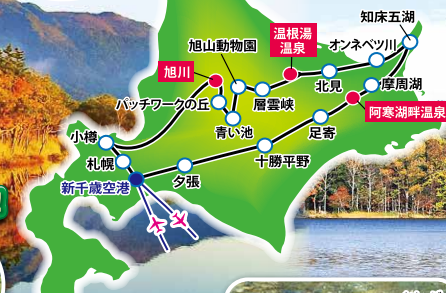 知床五湖
温根湯
温泉
オンネベツ川
旭山動物園
旭川
北見
摩周湖
パッチワークの丘
層雲峡
阿寒湖畔温泉
青い池
足寄
小樽
十勝平野
札幌
夕張
新千歳空港